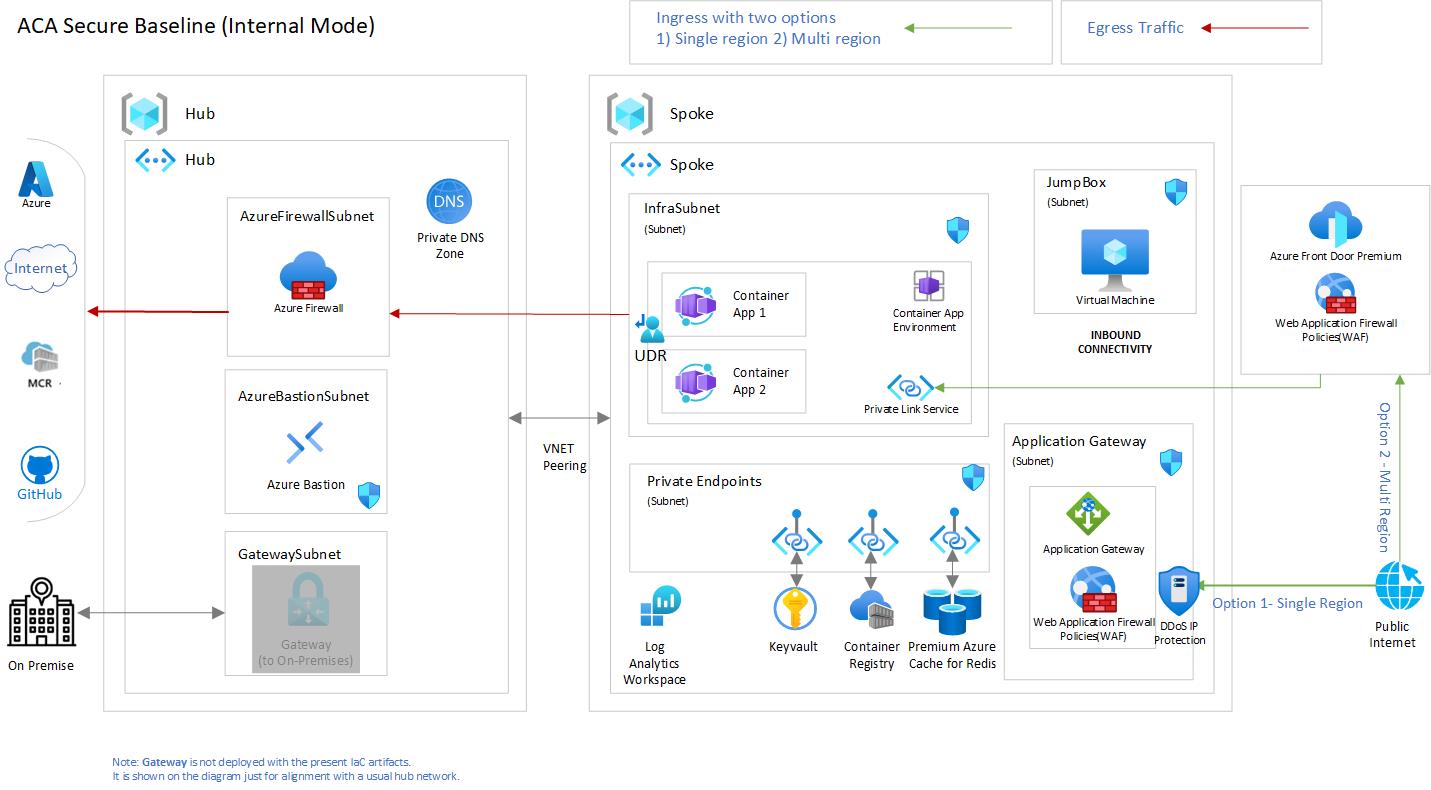 ACA Secure Baseline (Internal Mode)
Ingress with two options
1) Single region 2) Multi region
Egress Traffic
Hub
Hub
AzureFirewallSubnet
Azure Firewall
DNS
Private DNS
Zone
AzureBastionSubnet
Azure Bastion
GatewaySubnet
Gateway
(to On-Premises)
Azure
Internet
MCR
GitHub
On Premise
VNET
Peering
Spoke
Spoke
InfraSubnet
(Subnet)
Container
App 1
Container
App 2
UDR
Container App
Environment
Private Link Service
JumpBox
(Subnet)
Virtual Machine
INBOUND
CONNECTIVITY
Private Endpoints
(Subnet)
Log
Analytics
Workspace
Keyvault
Container
Registry
Premium Azure
Cache for Redis
Application Gateway
(Subnet)
Application Gateway
Web Application Firewall
Policies(WAF)
DDoS IP
Protection
Azure Front Door Premium
Web Application Firewall
Policies(WAF)
Option 2 - Multi Region
Option 1- Single Region
Public
Internet
Note: Gateway is not deployed with the present IaC artifacts.
It is shown on the diagram just for alignment with a usual hub network.